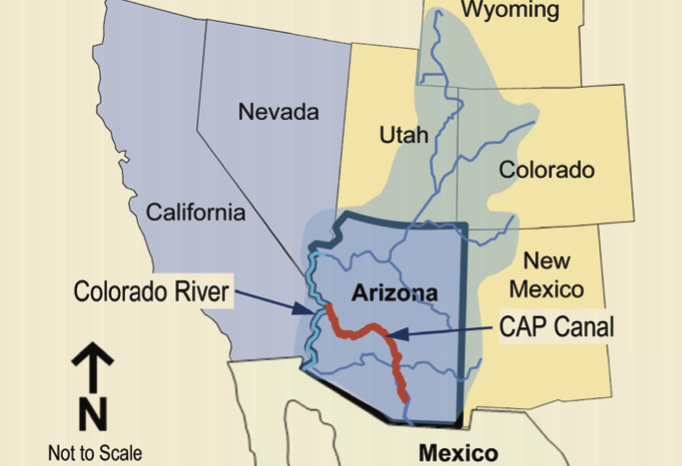 Wyoming
Nevada
Utah
Colorado
California
New
Mexico
Colorado River
Arizona
CAP Canal
N
Not to Scale
Mexico